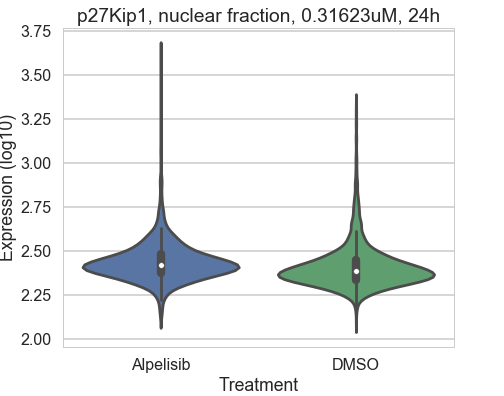 p27Kip1, nuclear fraction, 0.31623uM, 24h
Expression (log10)
3.75
3.50
3.25
3.00
2.75
2.50
2.25
2.00
Alpelisib DMSO
Treatment